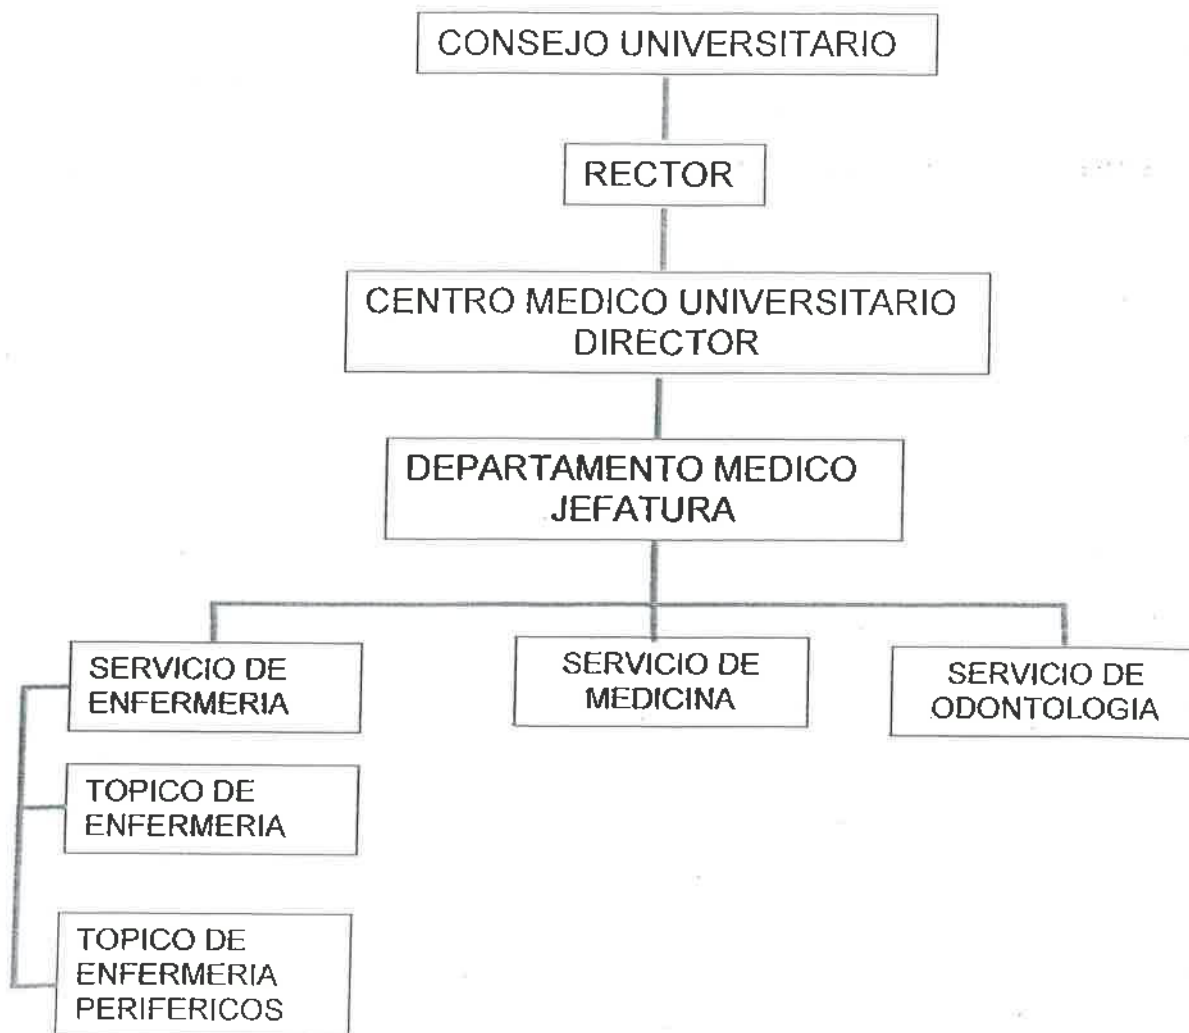 CONSEJO UNIVERSITARIO
RECTOR
CENTRO MEDICO UNIVERSITARIO
DIRECTOR
DEPARTAMENTO MEDICO
JEFATURA
SERVICIO DE
ENFERMERIA
SERVICIO DE
MEDICINA
SERVICIO DE
ODONTOLOGIA
TOPICO DE
ENFERMERIA
TOPICO DE
ENFERMERIA
PERIFERICOS